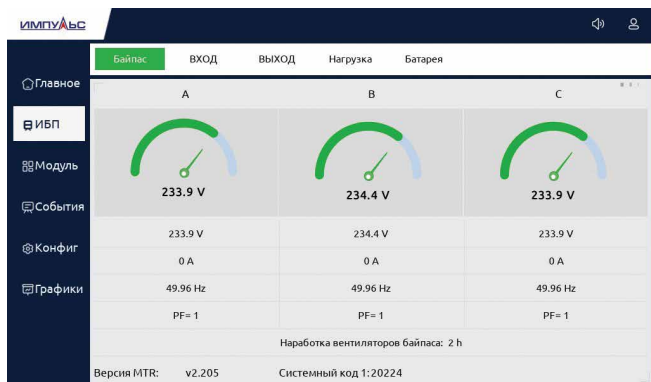 ИМПУЛЬС
Байпас ВХОД ВЫХОД Нагрузка Батарея
Главное
ИБП
Модуль
События
Конфиг
Графики
A B C
233.9 V 234.4 V 233.9 V
233.9 V 234.4 V 233.9 V
0 A 0 A 0 A
49.96 Hz 49.96 Hz 49.96 Hz
PF= 1 PF= 1 PF= 1
Наработка вентиляторов байпаса: 2 h
Версия MTR: v2.205 Системный код 1:20224